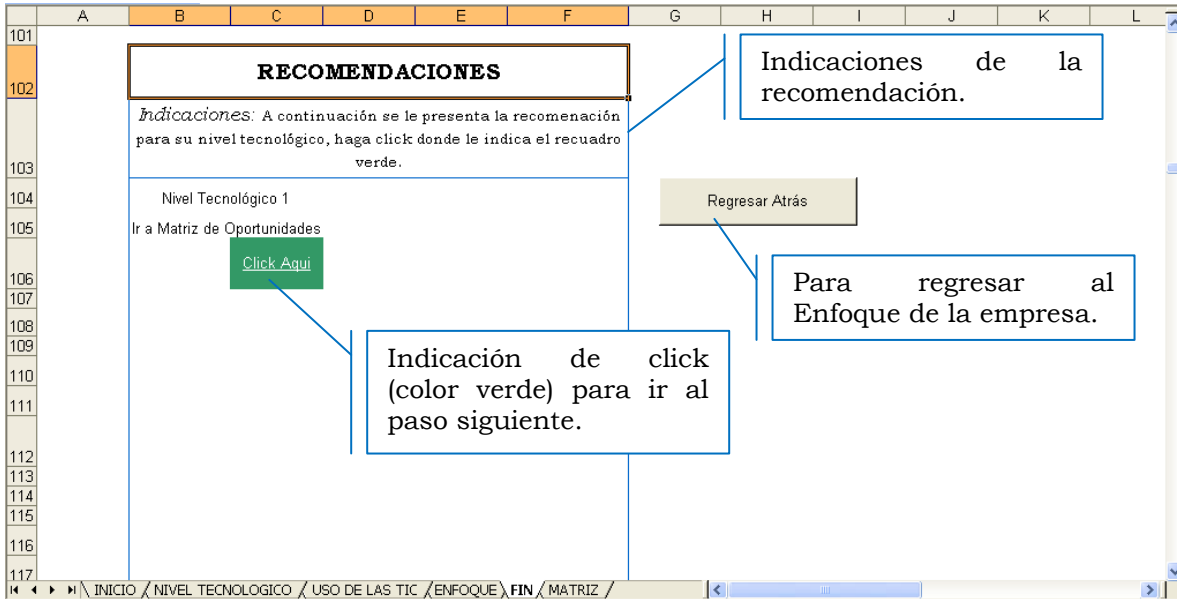 A B C D E F G H I J K L
101
102
RECOMENDACIONES
Indicaciones: A continuación se le presenta la recomenación
para su nivel tecnológico, haga click donde le indica el recuadro
verde.
103
104
Nivel Tecnológico 1
105
Ir a Matriz de Oportunidades
106
Click Aqui
107
108
109
110
111
112
113
114
115
116
117
Indicaciones de la
recomendación.
Regresar Atrás
Para regresar al
Enfoque de la empresa.
Indicación de click
(color verde) para ir al
paso siguiente.
INICIO / NIVEL TECNOLOGICO / USO DE LAS TIC / ENFOQUE \ FIN / MATRIZ /